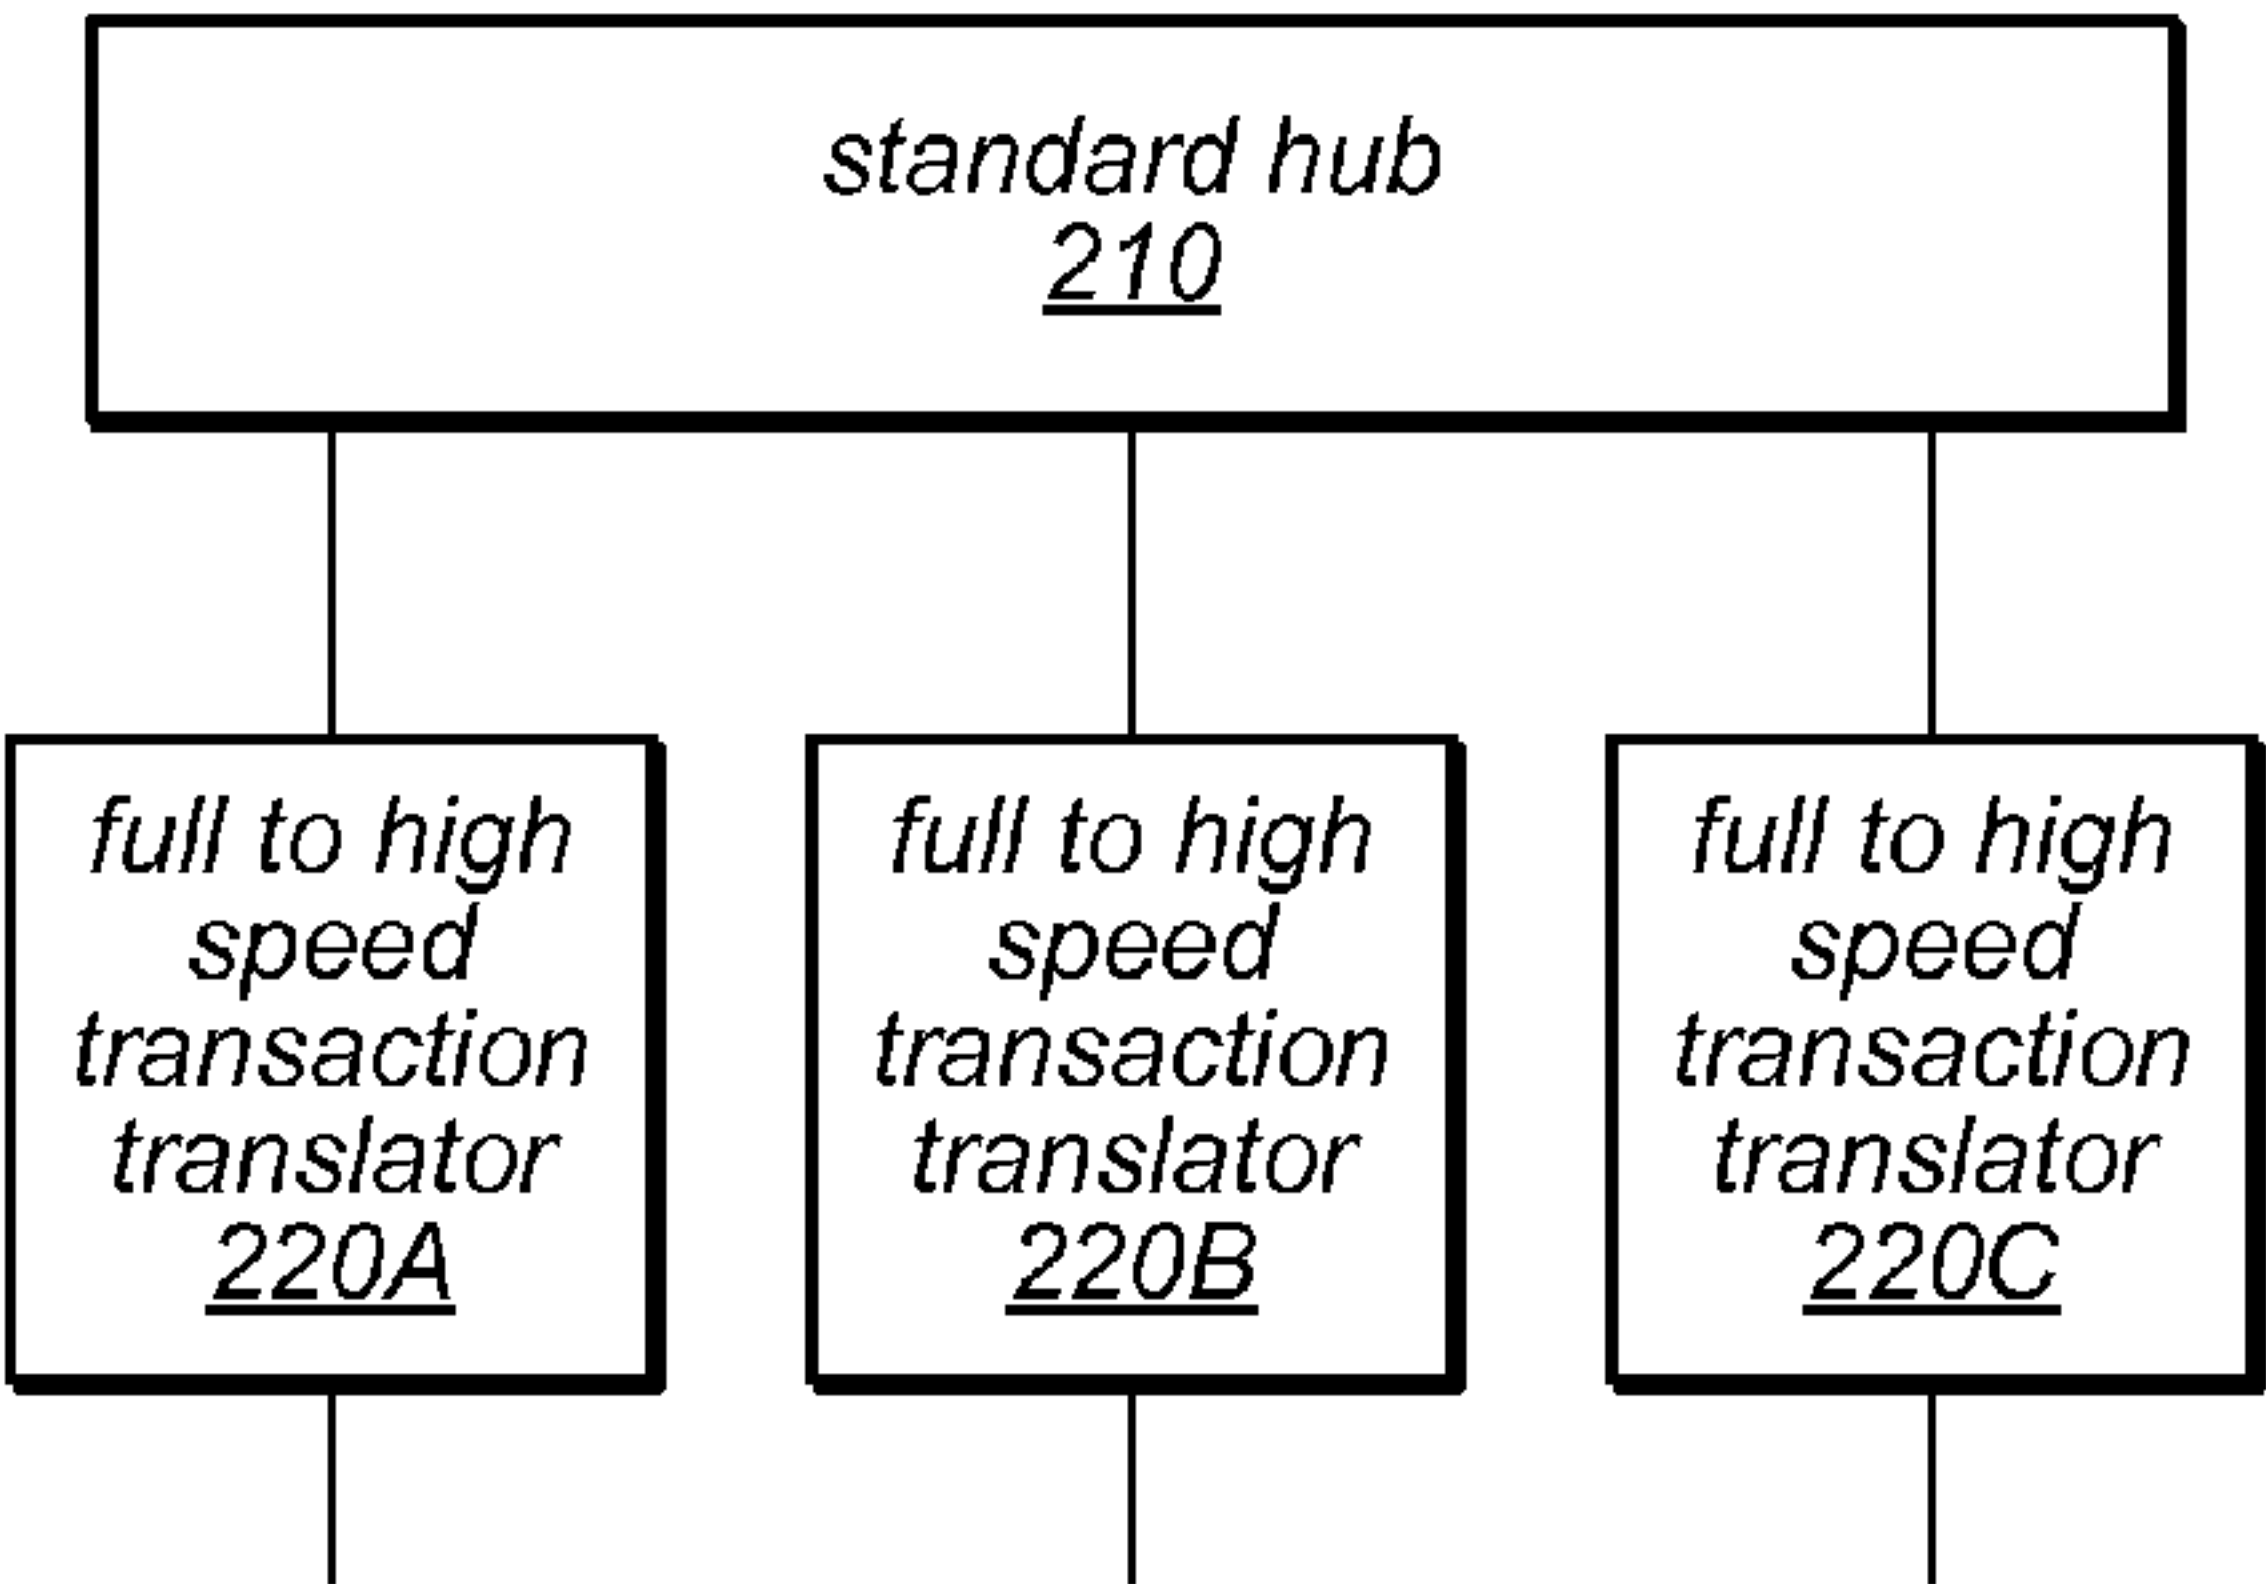 standard hub
210
full to high
speed
transaction
translator
220A
full to high
speed
transaction
translator
220B
full to high
speed
transaction
translator
220C